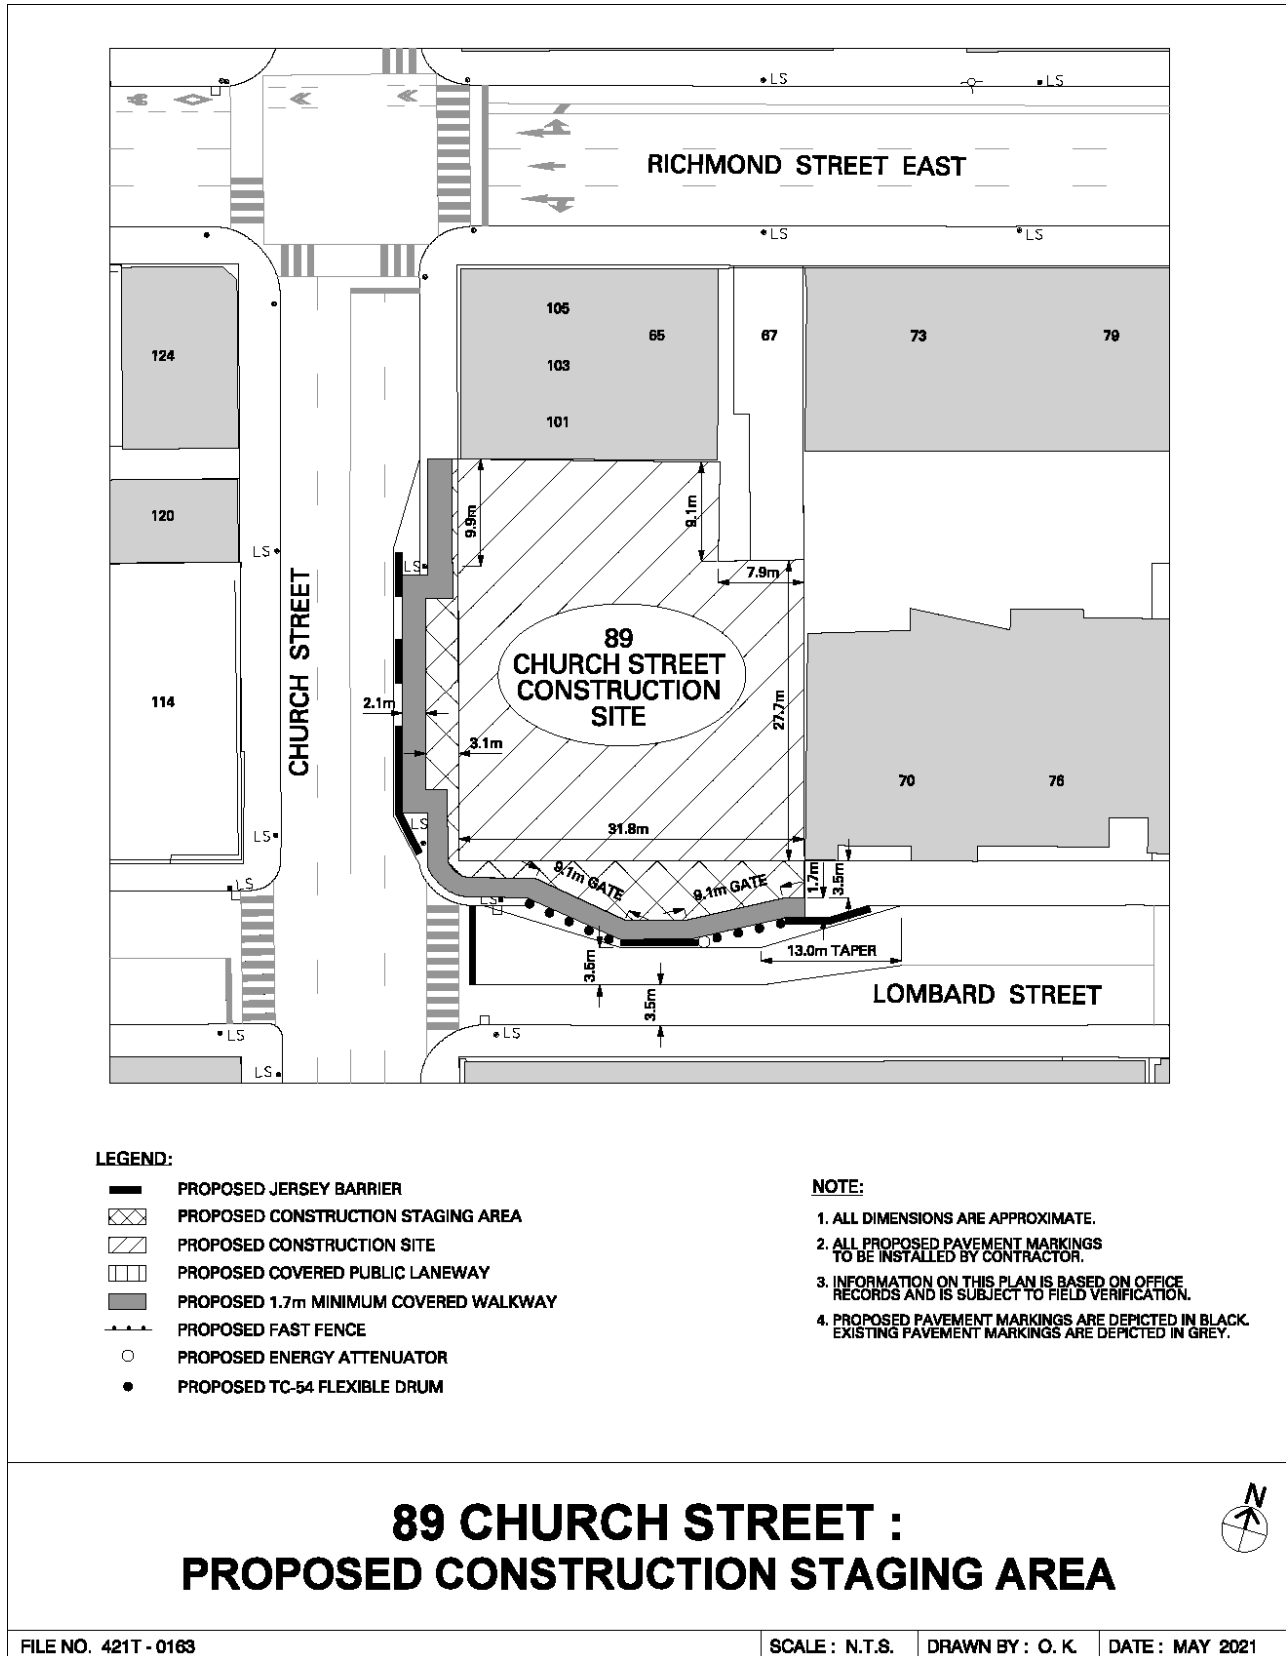 LS
LS
RICHMOND STREET EAST
LS
LS
105
65
67
73
79
124
103
101
120
9.9m
9.1m
LS
LS
7.9m
CHURCH STREET
89
CHURCH STREET
CONSTRUCTION
SITE
114
2.1m
27.7m
3.1m
70
76
LS
LS
31.8m
9.1m GATE
9.1m GATE
1.7m
3.5m
LS
LS
13.0m TAPER
3.5m
3.5m
LOMBARD STREET
LS
LS
LS
LEGEND:
PROPOSED JERSEY BARRIER
PROPOSED CONSTRUCTION STAGING AREA
PROPOSED CONSTRUCTION SITE
PROPOSED COVERED PUBLIC LANEWAY
PROPOSED 1.7m MINIMUM COVERED WALKWAY
PROPOSED FAST FENCE
PROPOSED ENERGY ATTENUATOR
PROPOSED TC-54 FLEXIBLE DRUM
NOTE:
1. ALL DIMENSIONS ARE APPROXIMATE.
2. ALL PROPOSED PAVEMENT MARKINGS
TO BE INSTALLED BY CONTRACTOR.
3. INFORMATION ON THIS PLAN IS BASED ON OFFICE
RECORDS AND IS SUBJECT TO FIELD VERIFICATION.
4. PROPOSED PAVEMENT MARKINGS ARE DEPICTED IN BLACK.
EXISTING PAVEMENT MARKINGS ARE DEPICTED IN GREY.
N
89 CHURCH STREET :
PROPOSED CONSTRUCTION STAGING AREA
FILE NO. 421T - 0163
SCALE : N.T.S.
DRAWN BY : O. K.
DATE : MAY 2021